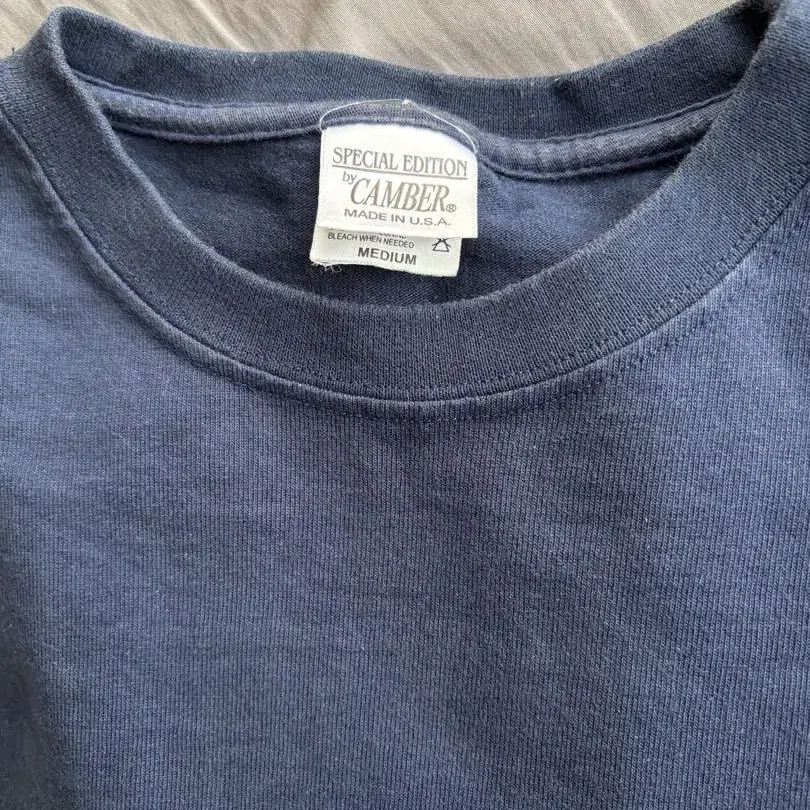 SPECIAL EDITION
by
CAMBER®
MADE IN U.S.A.
BLEACH WHEN NEEDED
MEDIUM